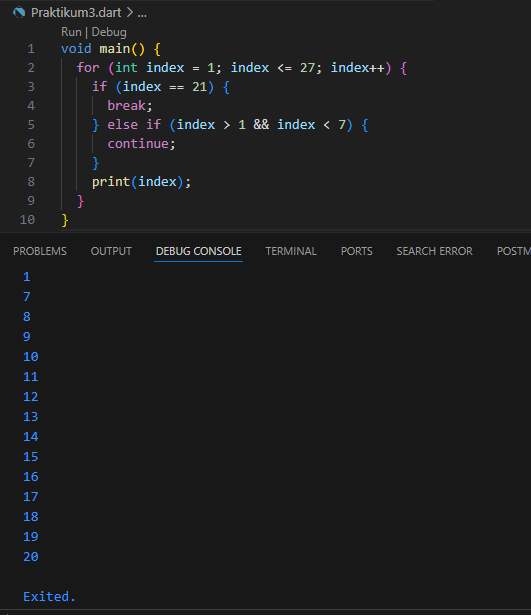 Praktikum3.dart > ...
Run | Debug
1 void main() {
2   for (int index = 1; index <= 27; index++) {
3     if (index == 21) {
4       break;
5     } else if (index > 1 && index < 7) {
6       continue;
7     }
8     print(index);
9   }
10 }
PROBLEMS OUTPUT DEBUG CONSOLE TERMINAL PORTS SEARCH ERROR POSTM
1
7
8
9
10
11
12
13
14
15
16
17
18
19
20
Exited.